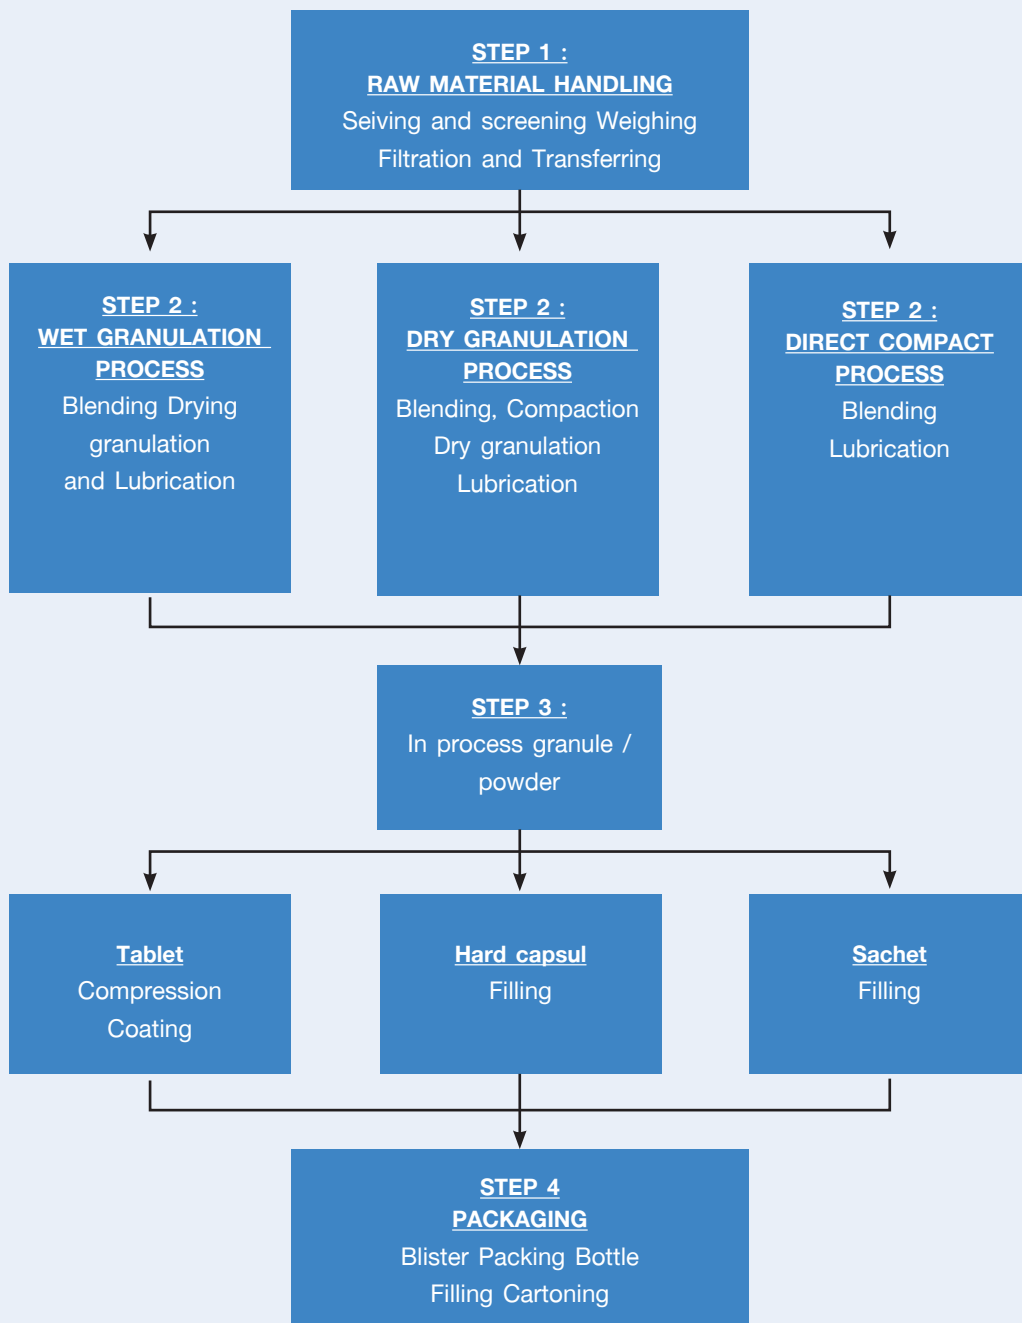 STEP 1 :
RAW MATERIAL HANDLING
Seiving and screening Weighing
Filtration and Transferring
STEP 2 :
WET GRANULATION
PROCESS
Blending Drying
granulation
and Lubrication
STEP 2 :
DRY GRANULATION
PROCESS
Blending, Compaction
Dry granulation
Lubrication
STEP 2 :
DIRECT COMPACT
PROCESS
Blending
Lubrication
STEP 3 :
In process granule /
powder
Tablet
Compression
Coating
Hard capsul
Filling
Sachet
Filling
STEP 4
PACKAGING
Blister Packing Bottle
Filling Cartoning